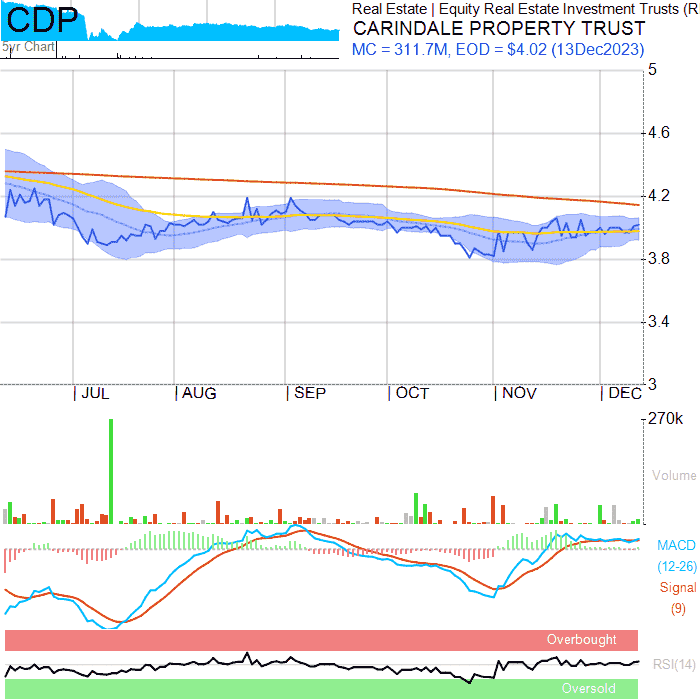 CDP
5yr Chart
Real Estate | Equity Real Estate Investment Trusts (R
CARINDALE PROPERTY TRUST
MC = 311.7M, EOD = $4.02 (13Dec2023)
5
4.6
4.2
3.8
3.4
3
| JUL | AUG | SEP | OCT | NOV | DEC
270k
Volume
MACD
(12-26)
Signal
(9)
Overbought
RSI(14)
Oversold